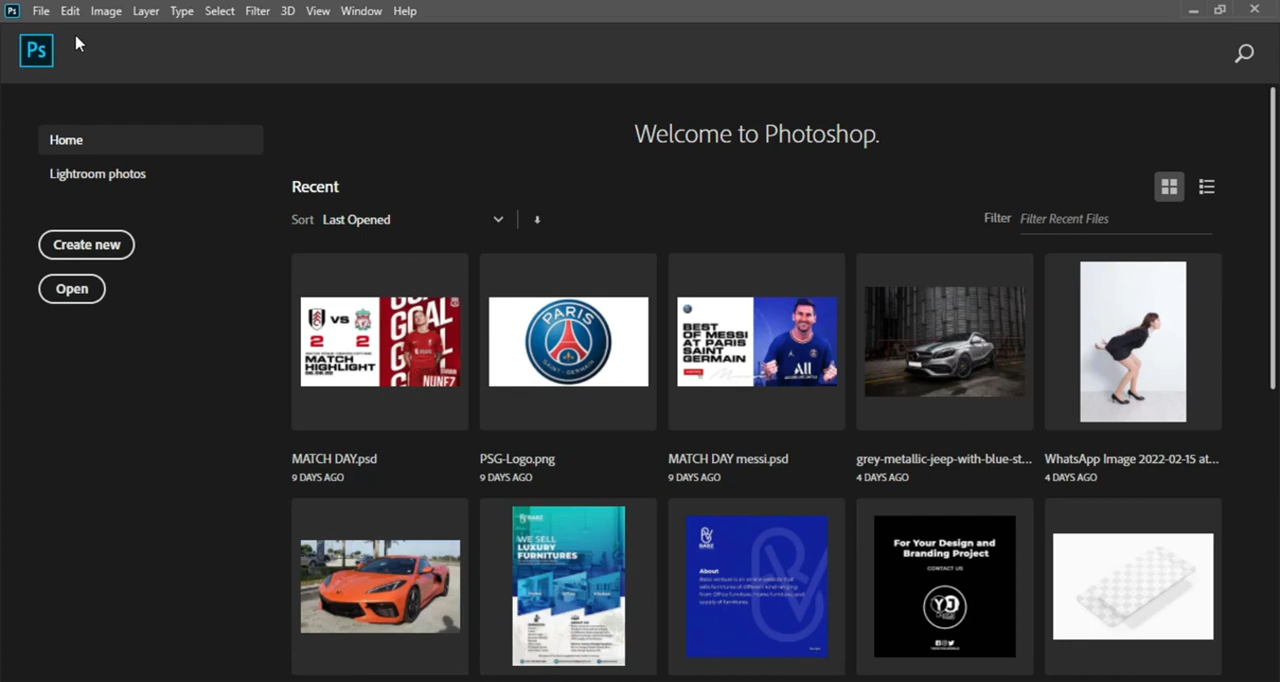 Ps File Edit Image Layer Type Select Filter 3D View Window Help
Ps
Welcome to Photoshop.
Home
Lightroom photos
Create new
Open
Recent
Sort Last Opened
Filter Filter Recent Files
VS
2 2
MATCH
HIGHLIGHT
GOAL
GOAL
NUNEZ
PARIS
SAINT-GERMAIN
BEST
OF MESSI
AT PARIS
SAINT
GERMAIN
MATCH DAY.psd
9 DAYS AGO
PSG-Logo.png
9 DAYS AGO
MATCH DAY messi.psd
9 DAYS AGO
grey-metallic-jeep-with-blue-st...
4 DAYS AGO
WhatsApp Image 2022-02-15 at...
4 DAYS AGO
WE SELL
LUXURY
FURNITURES
About
For Your Design and
Branding Project
CONTACT US